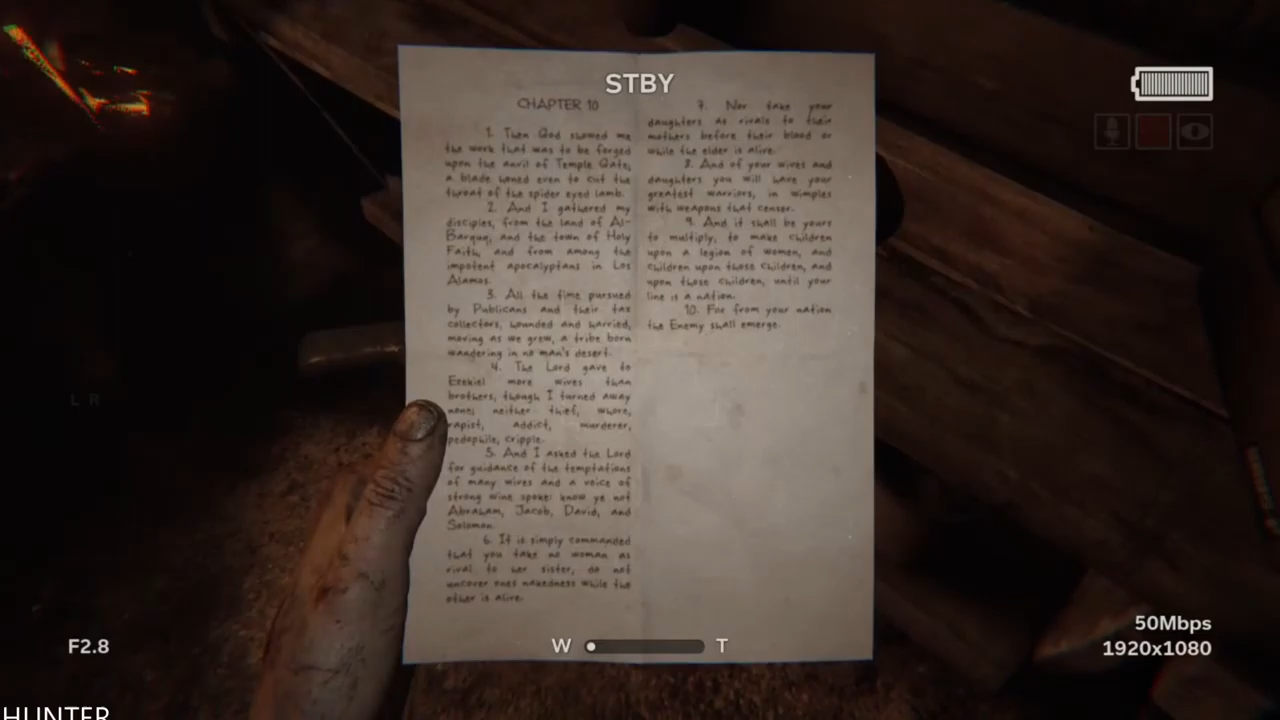 STBY
CHAPTER 10
1. Then God showed me
the work that was to be forged
upon the anvil of Temple Gate,
a blade honed even to cut the
throat of the spider eyed lamb.
2. And I gathered my
disciples, from the land of Al-
Barquq, and the town of Holy
Faith, and from among the
impotent apocalyptans in Los
Alamos.
3. All the time pursued
by Publicans and their tax
collectors, hounded and harried,
moving as we grew, a tribe born
wandering in no man's desert.
4. The Lord gave to
Ezekiel more wives than
brothers, though I turned away
none; neither thief, whore,
rapist, addict, murderer,
pedophile, cripple.
5. And I asked the Lord
for guidance of the temptations
of many wives and a voice of
strong wine spoke: know ye not
Abraham, Jacob, David, and
Solomon.
6. It is simply commanded
that you take no woman as
rival to her sister, do not
uncover ones nakedness while the
other is alive.
7. Nor take your
daughters as rivals to their
mothers before their blood or
while the elder is alive.
8. And of your wives and
daughters you will have your
greatest warriors, in wimples
with weapons that censer.
9. And it shall be yours
to multiply; to make children
upon a legion of women, and
children upon those children, and
upon those children, until your
line is a nation.
10. For from your nation
the Enemy shall emerge.
L R
F2.8
W T
50Mbps
1920x1080
HUNTER